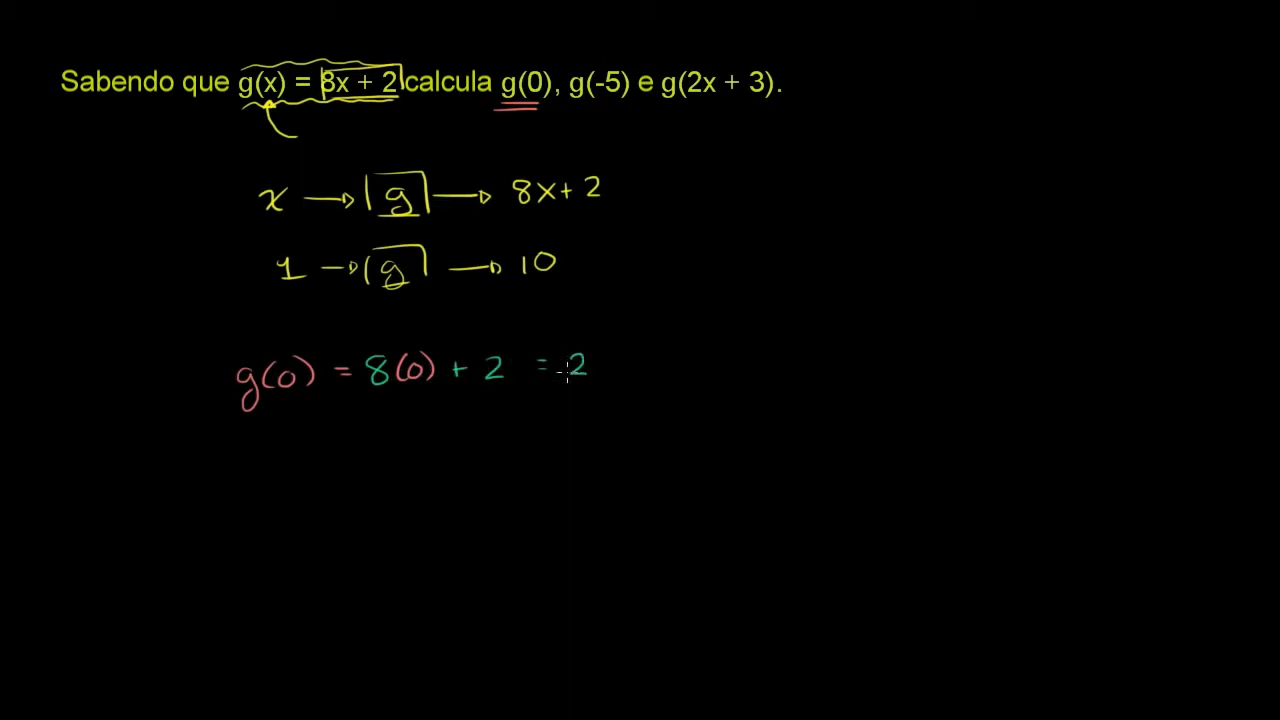 Sabendo que g(x) = 8x + 2 calcula g(0), g(-5) e g(2x + 3).
x → g → 8x + 2
1 → g → 10
g(0) = 8(0) + 2 = 2